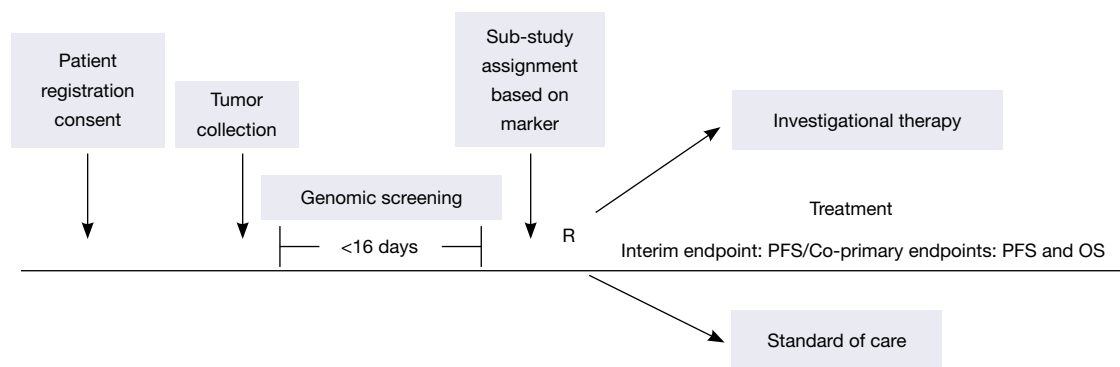 Patient
registration
consent
Tumor
collection
Genomic screening
<16 days
Sub-study
assignment
based on
marker
R
Investigational therapy
Treatment
Interim endpoint: PFS/Co-primary endpoints: PFS and OS
Standard of care